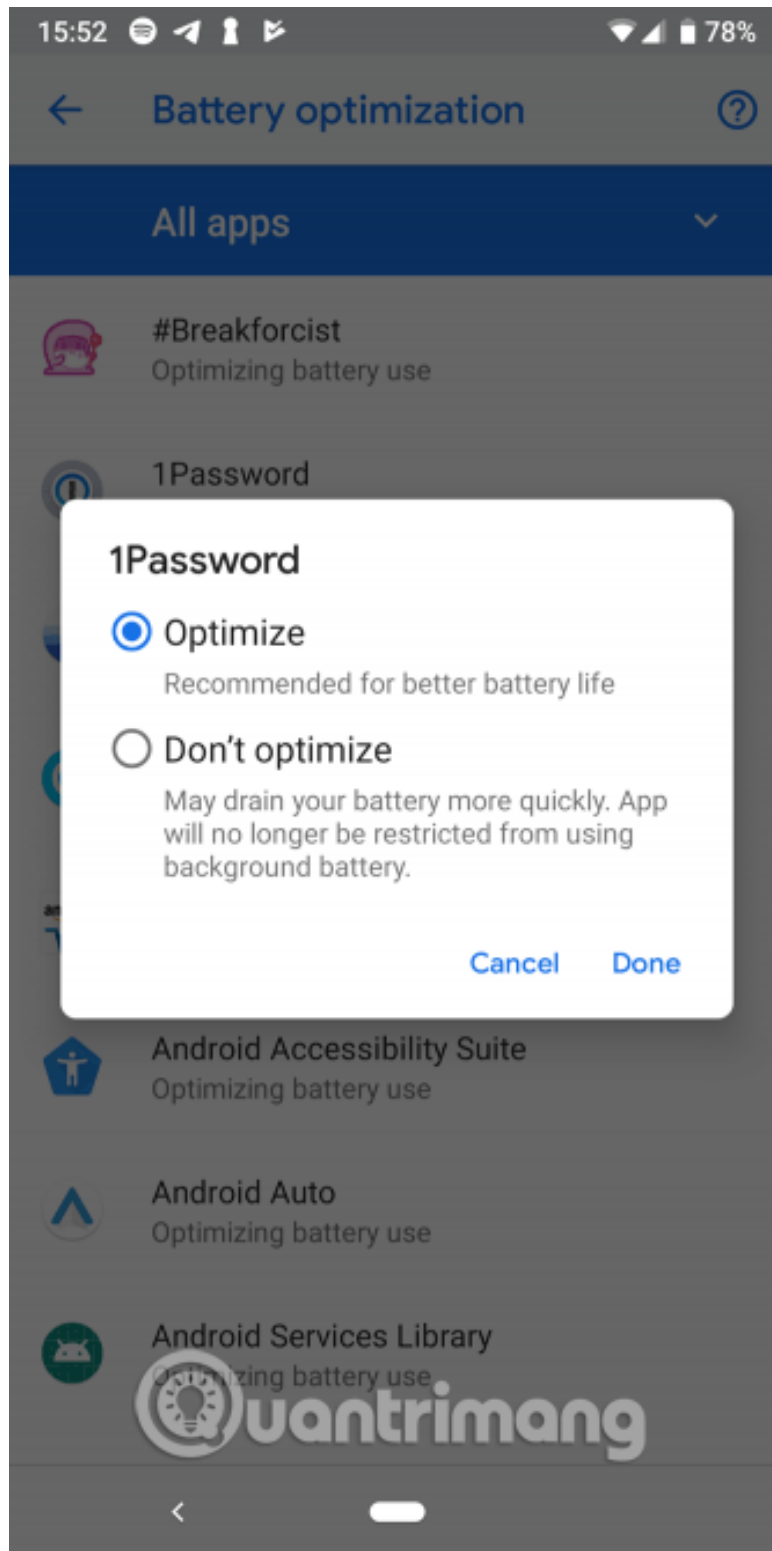 15:52
78%
Battery optimization
All apps
#Breakforcist
Optimizing battery use
1Password
1Password
Optimize
Recommended for better battery life
Don't optimize
May drain your battery more quickly. App
will no longer be restricted from using
background battery.
Cancel Done
Android Accessibility Suite
Optimizing battery use
Android Auto
Optimizing battery use
Android Services Library
Optimizing battery use
Quantrimang